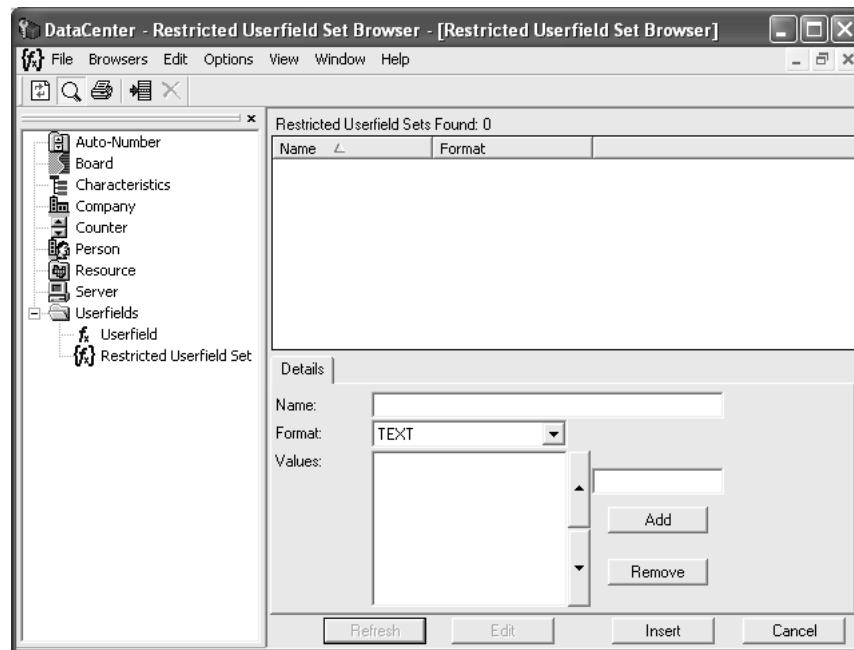 DataCenter - Restricted Userfield Set Browser - [Restricted Userfield Set Browser]
File Browsers Edit Options View Window Help
Auto-Number
Board
Characteristics
Company
Counter
Person
Resource
Server
Userfields
Userfield
Restricted Userfield Set
Restricted Userfield Sets Found: 0
Name Format
Details
Name:
Format: TEXT
Values:
Add
Remove
Refresh Edit Insert Cancel